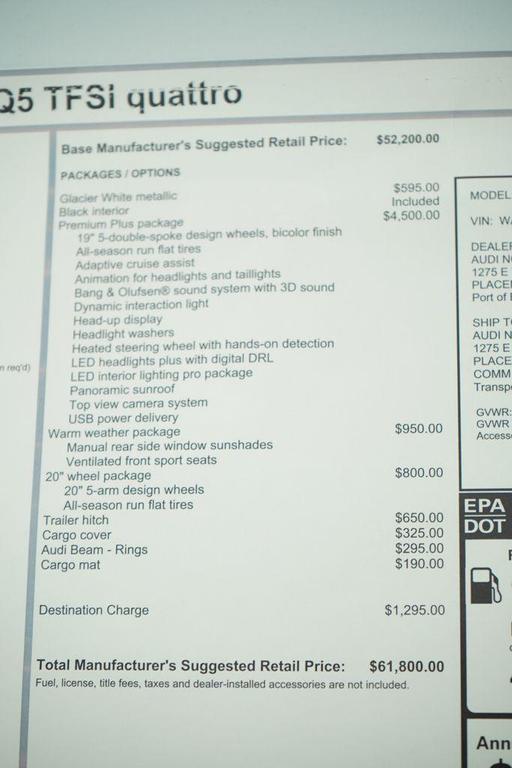 Q5 TFSi quattro
Base Manufacturer's Suggested Retail Price: $52,200.00
PACKAGES / OPTIONS
Glacier White metallic $595.00
Black interior Included
Premium Plus package $4,500.00
19" 5-double-spoke design wheels, bicolor finish
All-season run flat tires
Adaptive cruise assist
Animation for headlights and taillights
Bang & Olufsen® sound system with 3D sound
Dynamic interaction light
Head-up display
Headlight washers
Heated steering wheel with hands-on detection
LED headlights plus with digital DRL
LED interior lighting pro package
Panoramic sunroof
Top view camera system
USB power delivery
Warm weather package $950.00
Manual rear side window sunshades
Ventilated front sport seats
20" wheel package $800.00
20" 5-arm design wheels
All-season run flat tires
Trailer hitch $650.00
Cargo cover $325.00
Audi Beam - Rings $295.00
Cargo mat $190.00
Destination Charge $1,295.00
Total Manufacturer's Suggested Retail Price: $61,800.00
Fuel, license, title fees, taxes and dealer-installed accessories are not included.
req'd)
MODEL
VIN:
DEALER
AUDI
1275 E
Port of
SHIP
AUDI
1275 E
GVWR:
GVWR
EPA
DOT